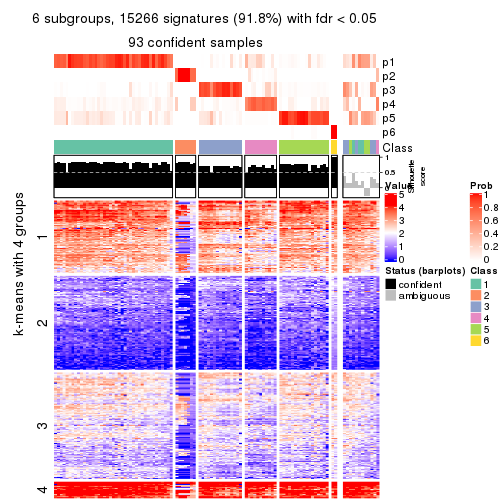 6 subgroups, 15266 signatures (91.8%) with fdr < 0.05
93 confident samples
p1
p2
p3
p4
p5
p6
Class
1
0.5
0
Silhouette
score
k-means with 4 groups
1
2
3
4
Value
5
4
3
2
1
0
Prob
1
0.8
0.6
0.4
0.2
0
Status (barplots)
confident
ambiguous
Class
1
2
3
4
5
6